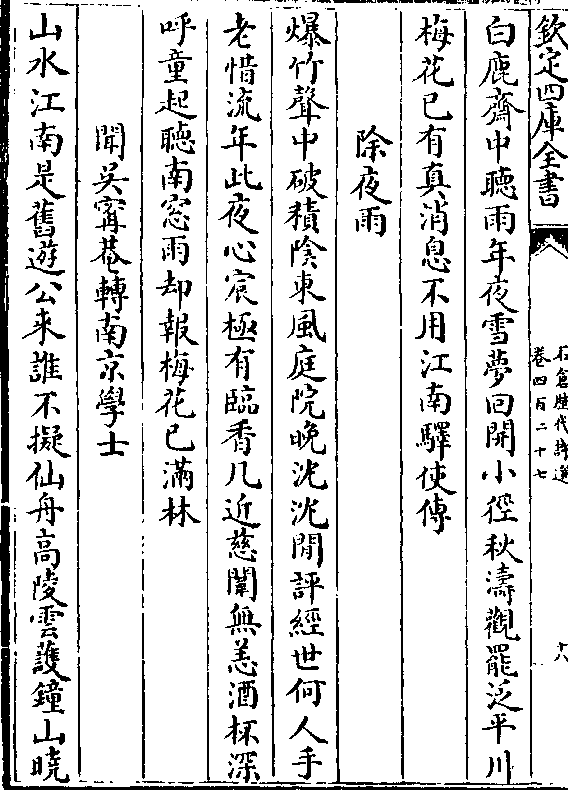 欽定四庫全書
石倉歷代詩選
卷四百二十七
十八
白鹿齋中聽雨年夜雪夢回開小徑秋濤觀罷泛平川
梅花已有真消息不用江南驛使傳
除夜雨
爆竹聲中破積陰東風庭院晚沈沈閒評經世何人手
老惜流年此夜心宸極有臨香几近慈闈無恙酒杯深
呼童起聽南窓雨却報梅花已滿林
聞吳寗菴轉南京學士
山水江南是舊遊公来誰不擬仙舟高陵雲護鐘山曉